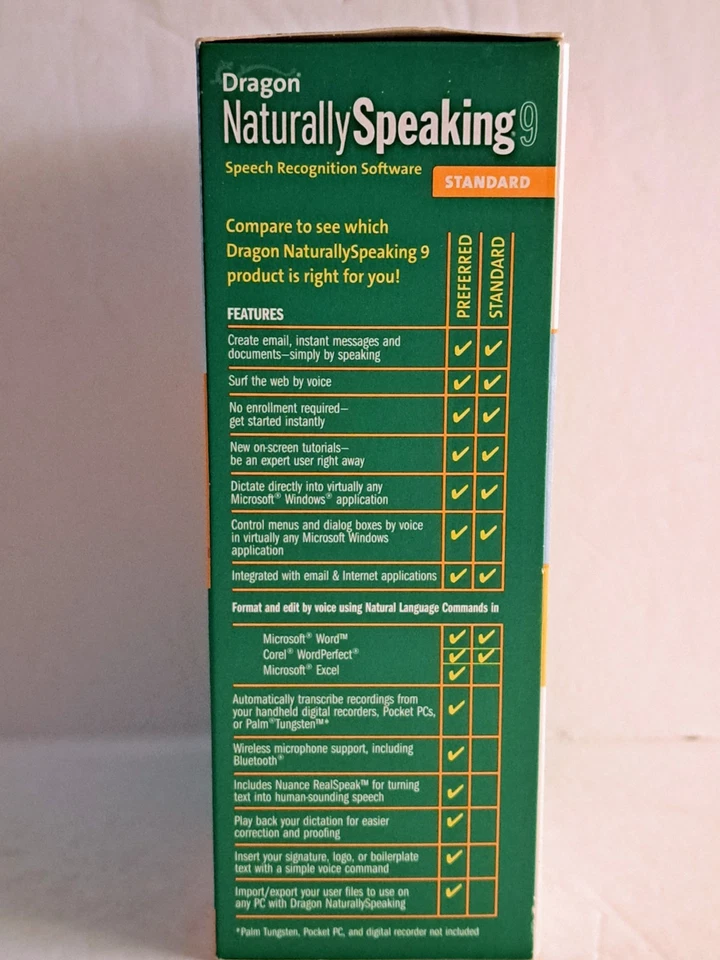 Dragon®
NaturallySpeaking® 9
Speech Recognition Software
STANDARD
Compare to see which
Dragon NaturallySpeaking 9
product is right for you!
PREFERRED
STANDARD
FEATURES
Create email, instant messages and
documents—simply by speaking
✓ ✓
Surf the web by voice
✓ ✓
No enrollment required—
get started instantly
✓ ✓
New on-screen tutorials—
be an expert user right away
✓ ✓
Dictate directly into virtually any
Microsoft® Windows® application
✓ ✓
Control menus and dialog boxes by voice
in virtually any Microsoft Windows
application
✓ ✓
Integrated with email & Internet applications ✓ ✓
Format and edit by voice using Natural Language Commands in
Microsoft® Word™ ✓ ✓
Corel® WordPerfect® ✓ ✓
Microsoft® Excel ✓
Automatically transcribe recordings from
your handheld digital recorders, Pocket PCs,
or Palm® Tungsten™*
✓
Wireless microphone support, including
Bluetooth®
✓
Includes Nuance RealSpeak™ for turning
text into human-sounding speech
✓
Play back your dictation for easier
correction and proofing
✓
Insert your signature, logo, or boilerplate
text with a simple voice command
✓
Import/export your user files to use on
any PC with Dragon NaturallySpeaking
✓
*Palm Tungsten, Pocket PC, and digital recorder not included